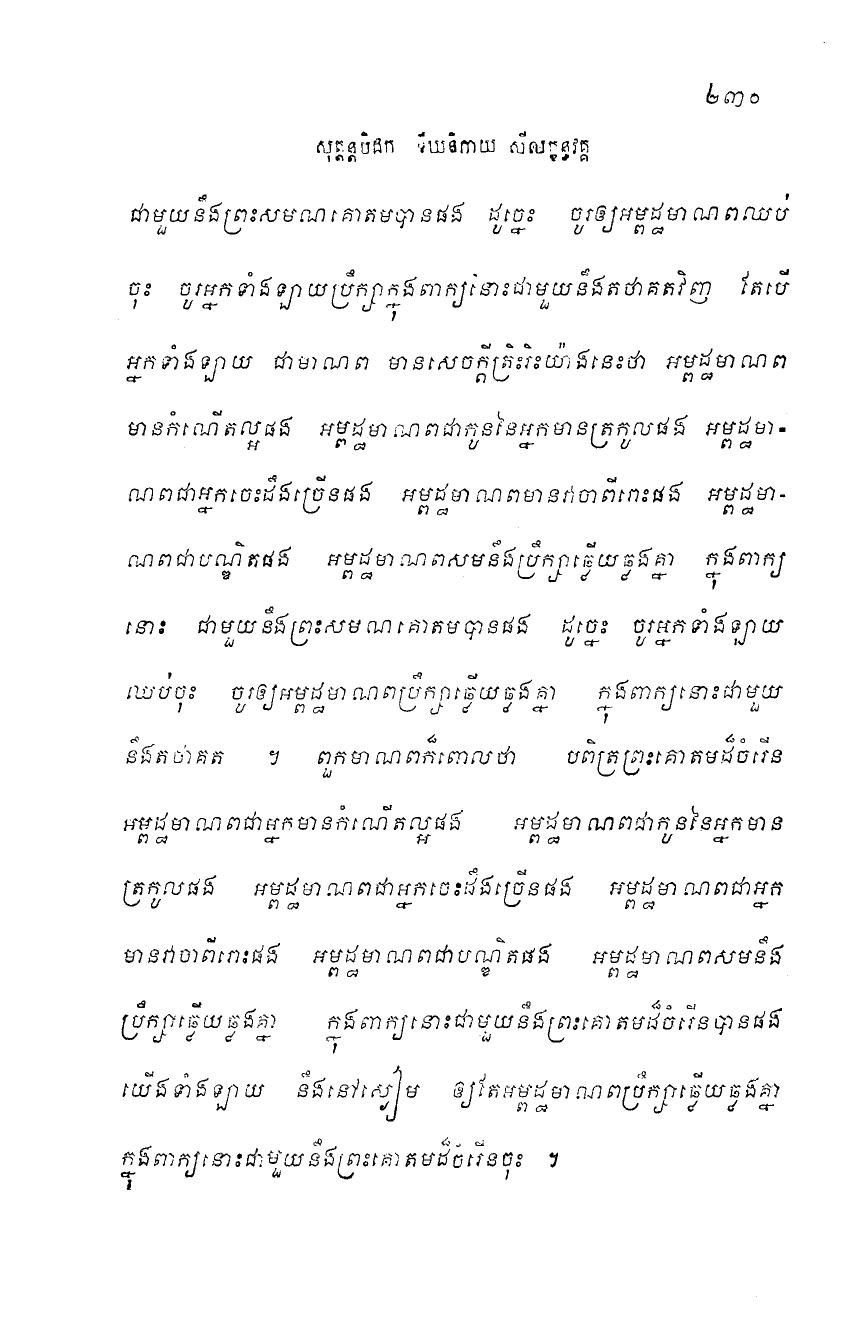 ២៣០
សុត្តន្តបិដក ទីឃនិកាយ សីលក្ខន្ធវគ្គ
ជាមួយនឹងព្រះសមណគោតមបានផង ដូច្នេះ ចូរឲ្យអម្ពដ្ឋមាណពឈប់
ចុះ ចូរអ្នកទាំងឡាយប្រឹក្សាក្នុងពាក្យនោះជាមួយនឹងតថាគតវិញ តែបើ
អ្នកទាំងឡាយ ជាមាណព មានសេចក្តីត្រិះរិះយ៉ាងនេះថា អម្ពដ្ឋមាណព
មានកំណើតល្អផង អម្ពដ្ឋមាណពជាកូននៃអ្នកមានត្រកូលផង អម្ពដ្ឋមា-
ណពជាអ្នកចេះដឹងច្រើនផង អម្ពដ្ឋមាណពមានវាចាពីរោះផង អម្ពដ្ឋមា-
ណពជាបណ្ឌិតផង អម្ពដ្ឋមាណពសមនឹងប្រឹក្សាឆ្លើយឆ្លងគ្នា ក្នុងពាក្យ
នោះ ជាមួយនឹងព្រះសមណគោតមបានផង ដូច្នេះ ចូរអ្នកទាំងឡាយ
ឈប់ចុះ ចូរឲ្យអម្ពដ្ឋមាណពប្រឹក្សាឆ្លើយឆ្លងគ្នា ក្នុងពាក្យនោះជាមួយ
នឹងតថាគត ។ ពួកមាណពក៏ពោលថា បពិត្រព្រះគោតមដ៏ចំរើន
អម្ពដ្ឋមាណពជាអ្នកមានកំណើតល្អផង អម្ពដ្ឋមាណពជាកូននៃអ្នកមាន
ត្រកូលផង អម្ពដ្ឋមាណពជាអ្នកចេះដឹងច្រើនផង អម្ពដ្ឋមាណពជាអ្នក
មានវាចាពីរោះផង អម្ពដ្ឋមាណពជាបណ្ឌិតផង អម្ពដ្ឋមាណពសមនឹង
ប្រឹក្សាឆ្លើយឆ្លងគ្នា ក្នុងពាក្យនោះជាមួយនឹងព្រះគោតមដ៏ចំរើនបានផង
យើងទាំងឡាយ នឹងនៅស្ងៀម ឲ្យតែអម្ពដ្ឋមាណពប្រឹក្សាឆ្លើយឆ្លងគ្នា
ក្នុងពាក្យនោះជាមួយនឹងព្រះគោតមដ៏ចំរើនចុះ ។